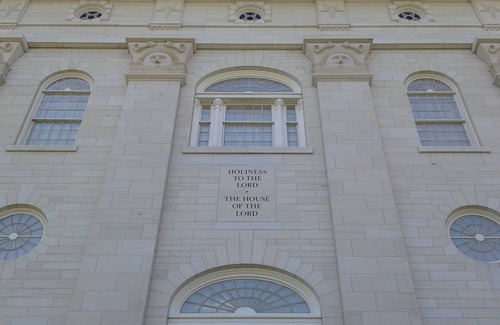 HOLINESS
TO THE
LORD
•
THE HOUSE
OF THE
LORD